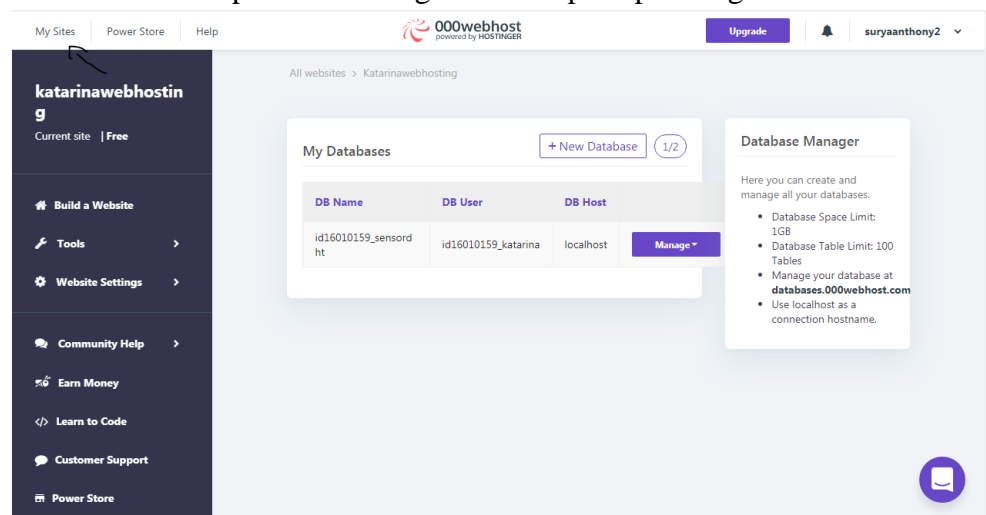 My Sites Power Store Help
000webhost
powered by HOSTINGER
Upgrade
suryaanthony2
katarinawebhostin
g
Current site | Free
Build a Website
Tools
Website Settings
Community Help
Earn Money
Learn to Code
Customer Support
Power Store
All websites > Katarinawebhosting
My Databases
+ New Database 1/2
DB Name DB User DB Host
id16010159_sensord
ht
id16010159_katarina localhost Manage
Database Manager
Here you can create and
manage all your databases.
• Database Space Limit:
1GB
• Database Table Limit: 100
Tables
• Manage your database at
databases.000webhost.com
• Use localhost as a
connection hostname.